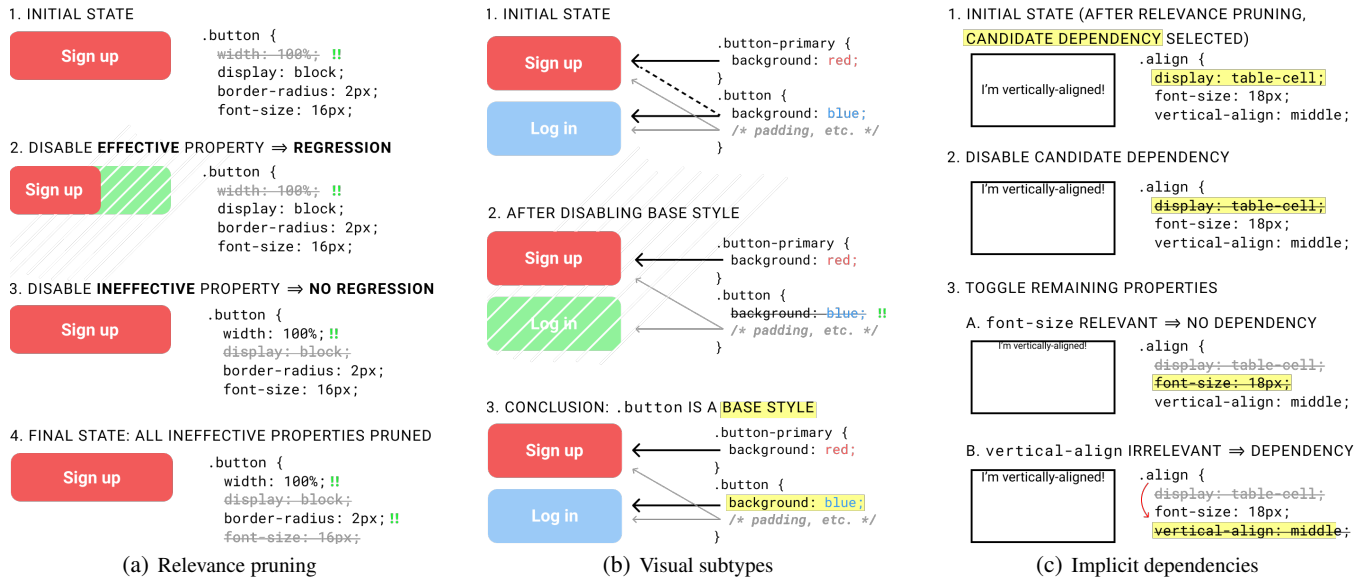 1. INITIAL STATE
Sign up
.button {
width: 100%; !!
display: block;
border-radius: 2px;
font-size: 16px;
2. DISABLE EFFECTIVE PROPERTY ⇒ REGRESSION
Sign up
.button {
width: 100%; !!
display: block;
border-radius: 2px;
font-size: 16px;
3. DISABLE INEFFECTIVE PROPERTY ⇒ NO REGRESSION
Sign up
.button {
width: 100%; !!
display: block;
border-radius: 2px;
font-size: 16px;
4. FINAL STATE: ALL INEFFECTIVE PROPERTIES PRUNED
Sign up
.button {
width: 100%; !!
display: block;
border-radius: 2px; !!
font-size: 16px;
(a) Relevance pruning
1. INITIAL STATE
Sign up
Log in
.button-primary {
background: red;
}
.button {
background: blue;
/* padding, etc. */
}
2. AFTER DISABLING BASE STYLE
Sign up
Log in
.button-primary {
background: red;
}
.button {
background: blue; !!
/* padding, etc. */
}
3. CONCLUSION: .button IS A BASE STYLE
Sign up
Log in
.button-primary {
background: red;
}
.button {
background: blue;
/* padding, etc. */
}
(b) Visual subtypes
1. INITIAL STATE (AFTER RELEVANCE PRUNING,
CANDIDATE DEPENDENCY SELECTED)
I'm vertically-aligned!
.align {
display: table-cell;
font-size: 18px;
vertical-align: middle;
2. DISABLE CANDIDATE DEPENDENCY
I'm vertically-aligned!
.align {
display: table-cell;
font-size: 18px;
vertical-align: middle;
3. TOGGLE REMAINING PROPERTIES
A. font-size RELEVANT ⇒ NO DEPENDENCY
I'm vertically-aligned!
.align {
display: table-cell;
font-size: 18px;
vertical-align: middle;
B. vertical-align IRRELEVANT ⇒ DEPENDENCY
I'm vertically-aligned!
.align {
display: table-cell;
font-size: 18px;
vertical-align: middle;
(c) Implicit dependencies